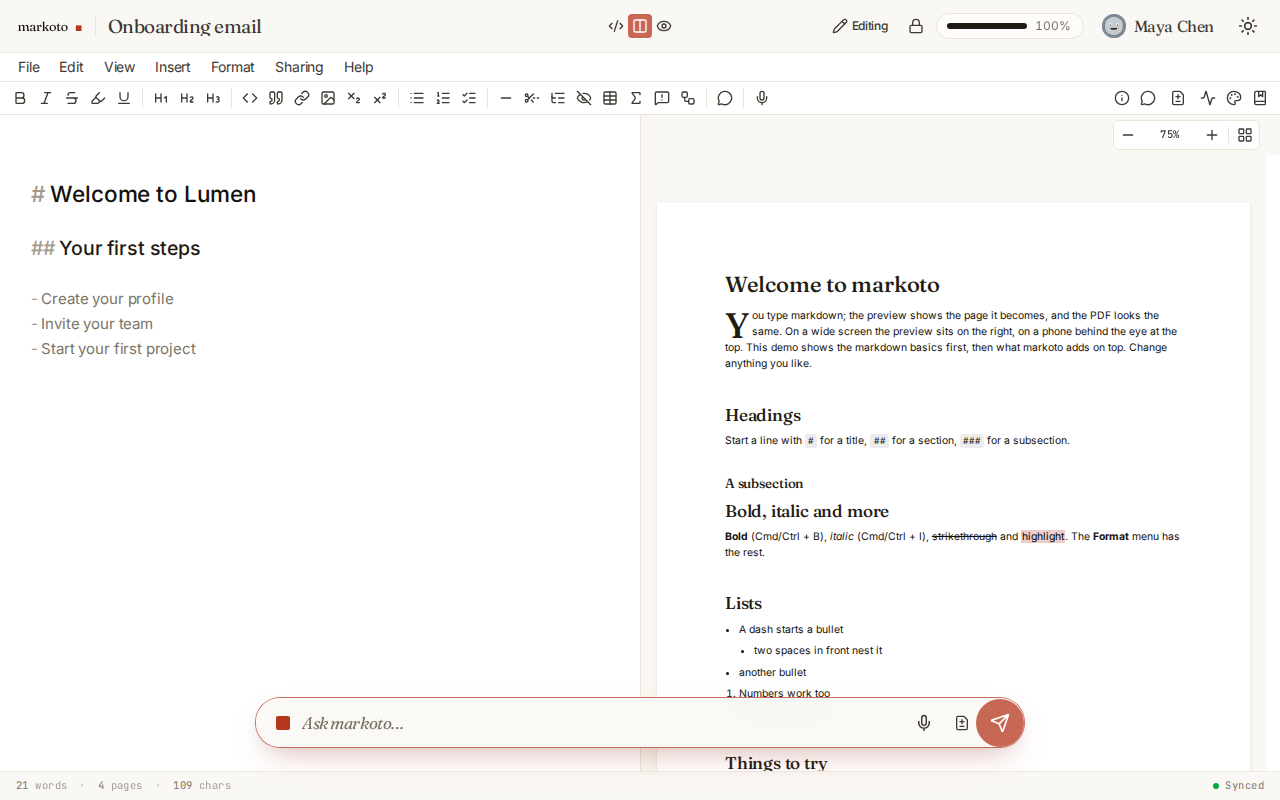 markoto
Onboarding email
Editing
100%
Maya Chen
File Edit View Insert Format Sharing Help
H1 H2 H3
75%
# Welcome to Lumen
## Your first steps
- Create your profile
- Invite your team
- Start your first project
Welcome to markoto
You type markdown; the preview shows the page it becomes, and the PDF looks the
same. On a wide screen the preview sits on the right, on a phone behind the eye at the
top. This demo shows the markdown basics first, then what markoto adds on top. Change
anything you like.
Headings
Start a line with # for a title, ## for a section, ### for a subsection.
A subsection
Bold, italic and more
Bold (Cmd/Ctrl + B), italic (Cmd/Ctrl + I), strikethrough and highlight. The Format menu has
the rest.
Lists
• A dash starts a bullet
• two spaces in front nest it
• another bullet
1. Numbers work too
Ask markoto...
Things to try
21 words · 4 pages · 109 chars
Synced